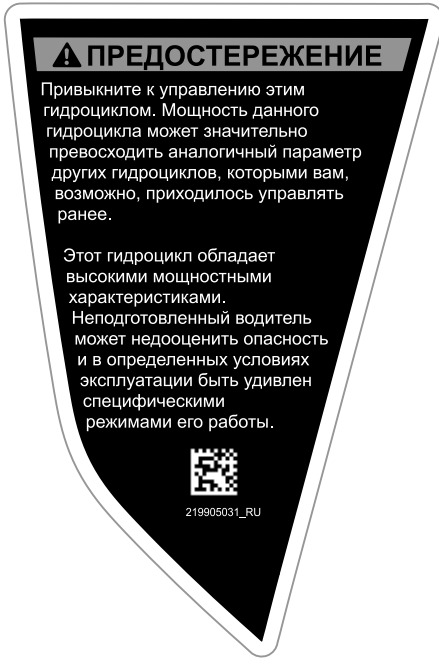 ПРЕДОСТЕРЕЖЕНИЕ
Привыкните к управлению этим
гидроциклом. Мощность данного
гидроцикла может значительно
превосходить аналогичный параметр
других гидроциклов, которыми вам,
возможно, приходилось управлять
ранее.
Этот гидроцикл обладает
высокими мощностными
характеристиками.
Неподготовленный водитель
может недооценить опасность
и в определенных условиях
эксплуатации быть удивлен
специфическими
режимами его работы.
219905031_RU